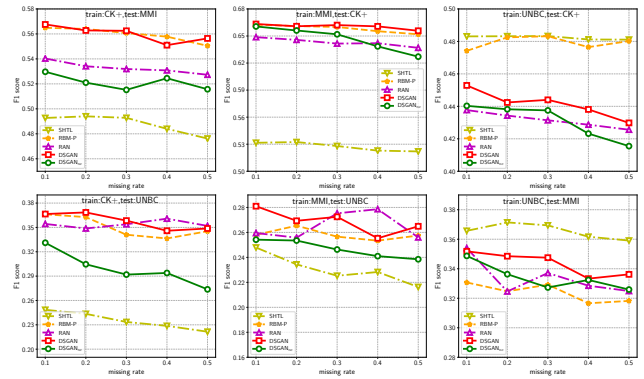 train:CK+,test:MMI
F1 score
0.58
0.56
0.54
0.52
0.50
0.48
0.46
SHTL
RBM-P
RAN
DSGAN
DSGAN
0.1 0.2 0.3 0.4 0.5
missing rate
train:MMI,test:CK+
F1 score
0.68
0.65
0.62
0.59
0.56
0.53
0.50
SHTL
RBM-P
RAN
DSGAN
DSGAN
0.1 0.2 0.3 0.4 0.5
missing rate
train:UNBC,test:CK+
F1 score
0.50
0.48
0.46
0.44
0.42
0.40
SHTL
RBM-P
RAN
DSGAN
DSGAN
0.1 0.2 0.3 0.4 0.5
missing rate
train:CK+,test:UNBC
F1 score
0.38
0.35
0.32
0.29
0.26
0.23
0.20
SHTL
RBM-P
RAN
DSGAN
DSGAN
0.1 0.2 0.3 0.4 0.5
missing rate
train:MMI,test:UNBC
F1 score
0.28
0.26
0.24
0.22
0.20
0.18
0.16
SHTL
RBM-P
RAN
DSGAN
DSGAN
0.1 0.2 0.3 0.4 0.5
missing rate
train:UNBC,test:MMI
F1 score
0.38
0.36
0.34
0.32
0.30
0.28
SHTL
RBM-P
RAN
DSGAN
DSGAN
0.1 0.2 0.3 0.4 0.5
missing rate